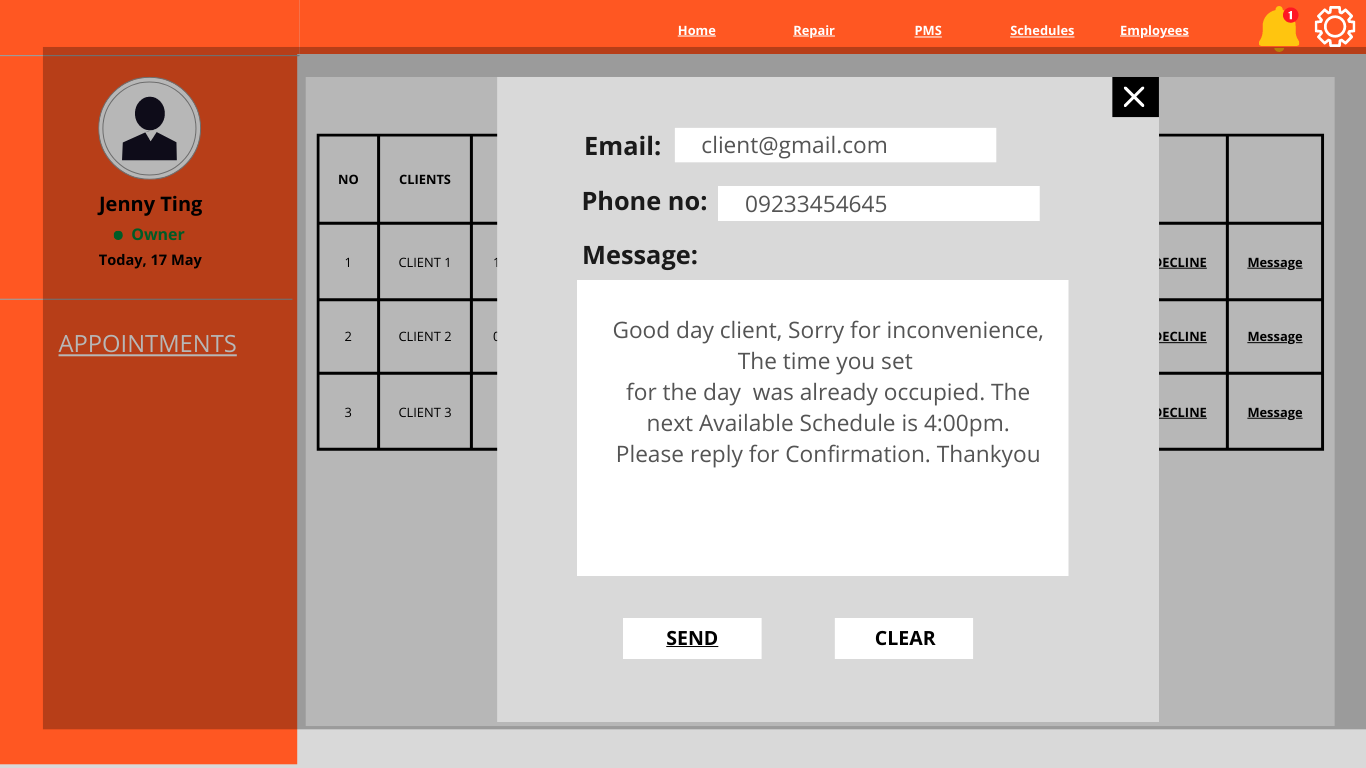 Home Repair PMS Schedules Employees 1
Jenny Ting
Owner
Today, 17 May
APPOINTMENTS
Email: client@gmail.com
Phone no: 09233454645
Message:
Good day client, Sorry for inconvenience,
The time you set
for the day was already occupied. The
next Available Schedule is 4:00pm.
Please reply for Confirmation. Thankyou
SEND CLEAR
NO CLIENTS
1 CLIENT 1 Message
2 CLIENT 2 Message
3 CLIENT 3 Message